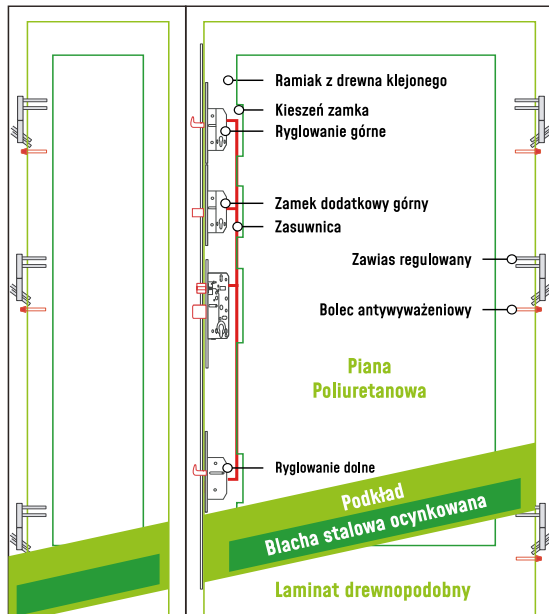 Ramiak z drewna klejonego
Kieszeń zamka
Ryglowanie górne
Zamek dodatkowy górny
Zasuwnica
Zawias regulowany
Bolec antywyważeniowy
Piana
Poliuretanowa
Ryglowanie dolne
Podkład
Blacha stalowa ocynkowana
Laminat drewnopodobny